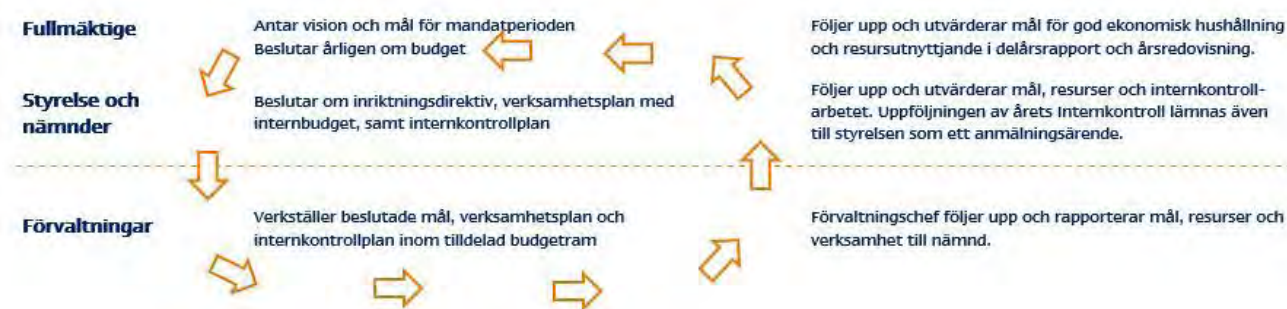 Fullmäktige
Antar vision och mål för mandatperioden
Beslutar årligen om budget
Följer upp och utvärderar mål för god ekonomisk hushållning
och resursutnyttjande i delårsrapport och årsredovisning.
Styrelse och
nämnder
Beslutar om inriktningsdirektiv, verksamhetsplan med
internbudget, samt internkontrollplan
Följer upp och utvärderar mål, resurser och internkontroll-
arbetet. Uppföljningen av årets Internkontroll lämnas även
till styrelsen som ett anmälningsärende.
Förvaltningar
Verkställer beslutade mål, verksamhetsplan och
internkontrollplan inom tilldelad budgetram
Förvaltningschef följer upp och rapporterar mål, resurser och
verksamhet till nämnd.